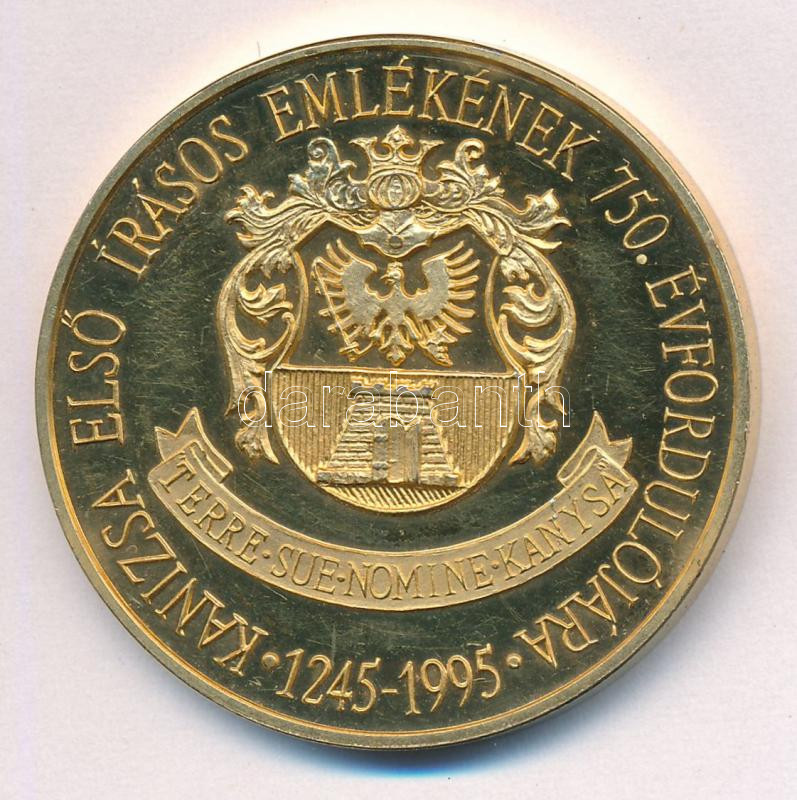 KANIZSA ELSŐ ÍRÁSOS EMLÉKÉNEK 750. ÉVFORDULÓJÁRA
• 1245-1995 •
"TERRE•SUE•NOMINE•KANYSA"
darabanth